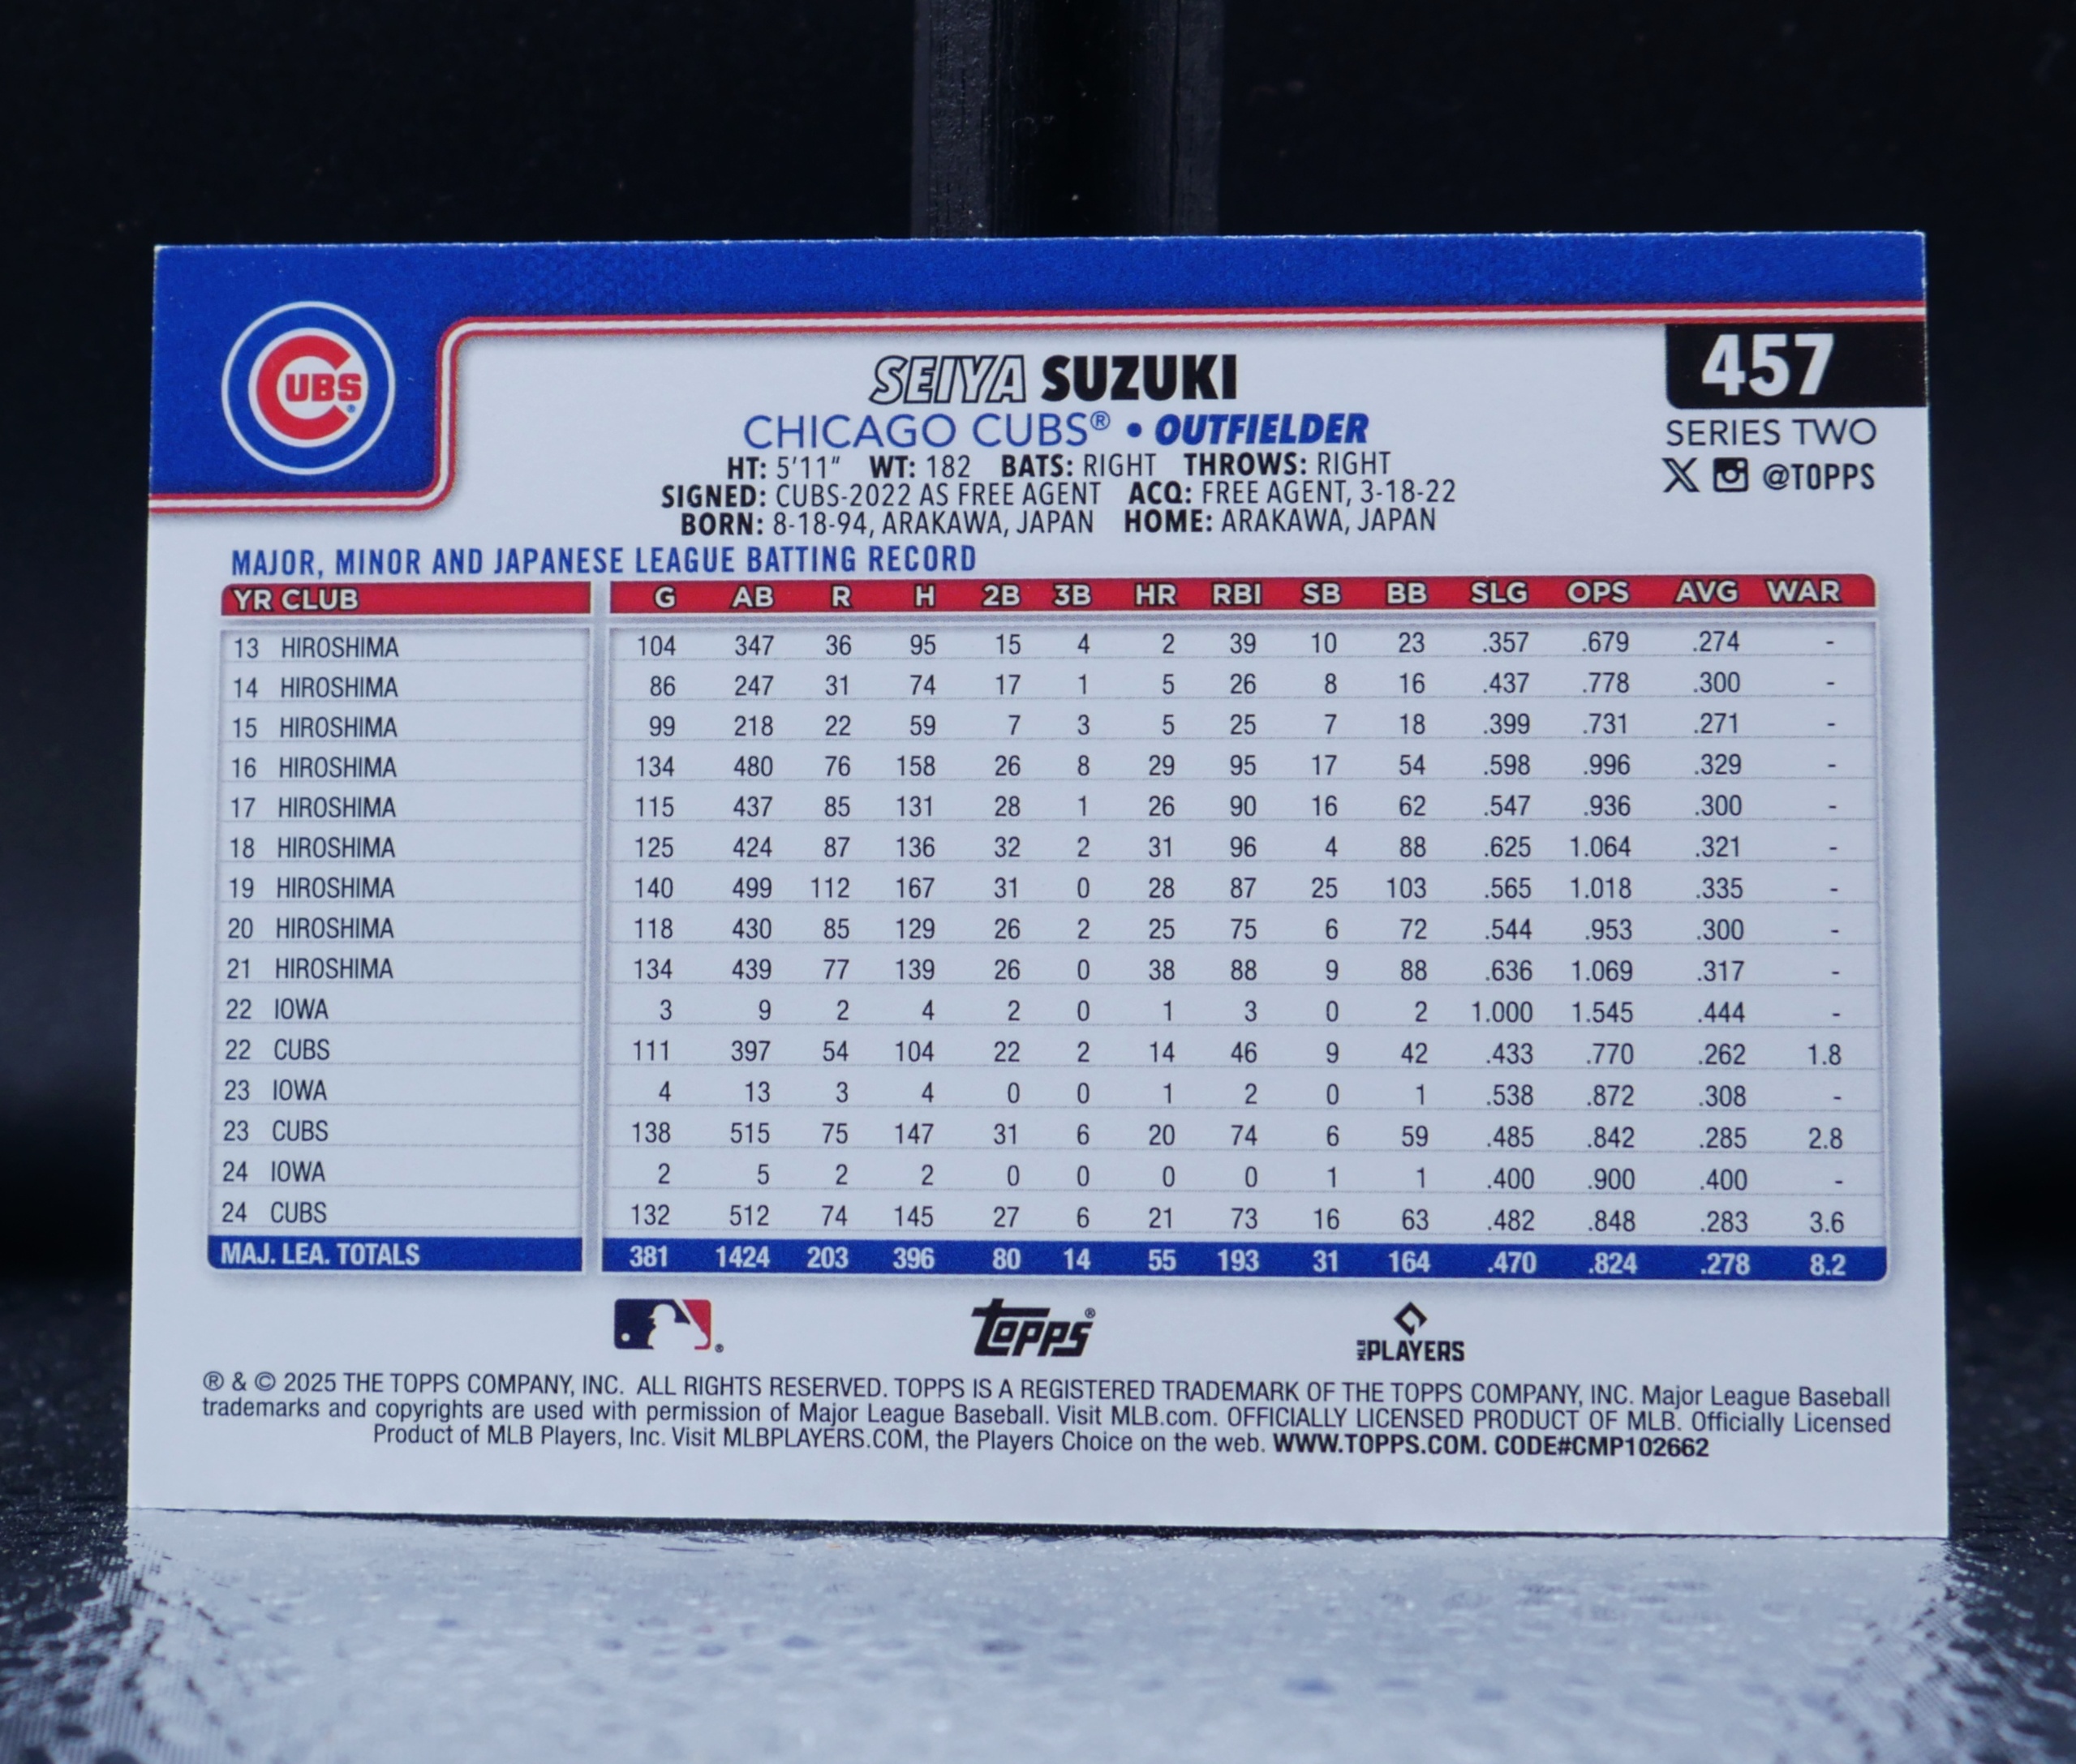 CUBS®
SEIYA SUZUKI
457
CHICAGO CUBS® • OUTFIELDER
SERIES TWO
HT: 5'11" WT: 182 BATS: RIGHT THROWS: RIGHT
@TOPPS
SIGNED: CUBS-2022 AS FREE AGENT ACQ: FREE AGENT, 3-18-22
BORN: 8-18-94, ARAKAWA, JAPAN HOME: ARAKAWA, JAPAN
MAJOR, MINOR AND JAPANESE LEAGUE BATTING RECORD
YR CLUB G AB R H 2B 3B HR RBI SB BB SLG OPS AVG WAR
13 HIROSHIMA 104 347 36 95 15 4 2 39 10 23 .357 .679 .274 -
14 HIROSHIMA 86 247 31 74 17 1 5 26 8 16 .437 .778 .300 -
15 HIROSHIMA 99 218 22 59 7 3 5 25 7 18 .399 .731 .271 -
16 HIROSHIMA 134 480 76 158 26 8 29 95 17 54 .598 .996 .329 -
17 HIROSHIMA 115 437 85 131 28 1 26 90 16 62 .547 .936 .300 -
18 HIROSHIMA 125 424 87 136 32 2 31 96 4 88 .625 1.064 .321 -
19 HIROSHIMA 140 499 112 167 31 0 28 87 25 103 .565 1.018 .335 -
20 HIROSHIMA 118 430 85 129 26 2 25 75 6 72 .544 .953 .300 -
21 HIROSHIMA 134 439 77 139 26 0 38 88 9 88 .636 1.069 .317 -
22 IOWA 3 9 2 4 2 0 1 3 0 2 1.000 1.545 .444 -
22 CUBS 111 397 54 104 22 2 14 46 9 42 .433 .770 .262 1.8
23 IOWA 4 13 3 4 0 0 1 2 0 1 .538 .872 .308 -
23 CUBS 138 515 75 147 31 6 20 74 6 59 .485 .842 .285 2.8
24 IOWA 2 5 2 2 0 0 0 0 1 1 .400 .900 .400 -
24 CUBS 132 512 74 145 27 6 21 73 16 63 .482 .848 .283 3.6
MAJ. LEA. TOTALS 381 1424 203 396 80 14 55 193 31 164 .470 .824 .278 8.2
Topps®
MLB PLAYERS
® & © 2025 THE TOPPS COMPANY, INC. ALL RIGHTS RESERVED. TOPPS IS A REGISTERED TRADEMARK OF THE TOPPS COMPANY, INC. Major League Baseball
trademarks and copyrights are used with permission of Major League Baseball. Visit MLB.com. OFFICIALLY LICENSED PRODUCT OF MLB. Officially Licensed
Product of MLB Players, Inc. Visit MLBPLAYERS.COM, the Players Choice on the web. WWW.TOPPS.COM. CODE#CMP102662